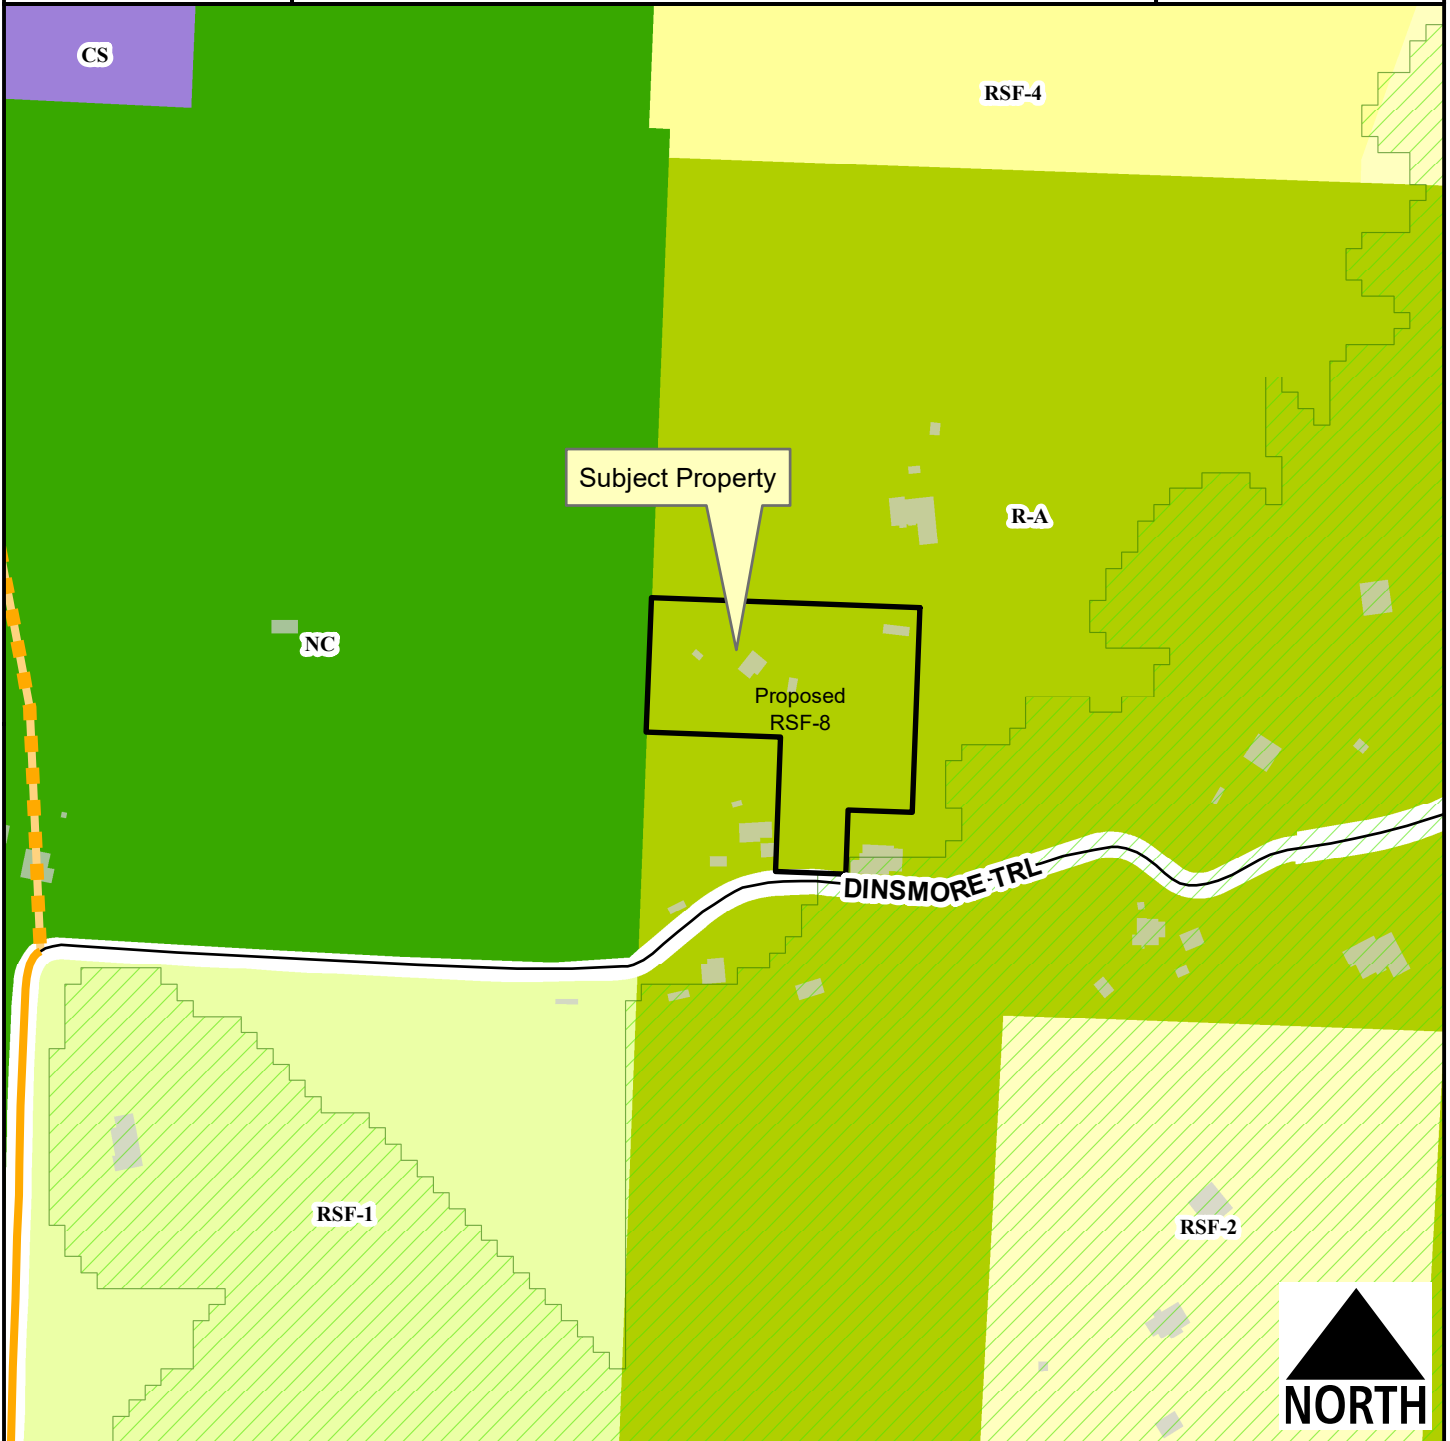 CS
RSF-4
Subject Property
R-A
NC
Proposed
RSF-8
DINSMORE TRL
RSF-1
RSF-2
NORTH